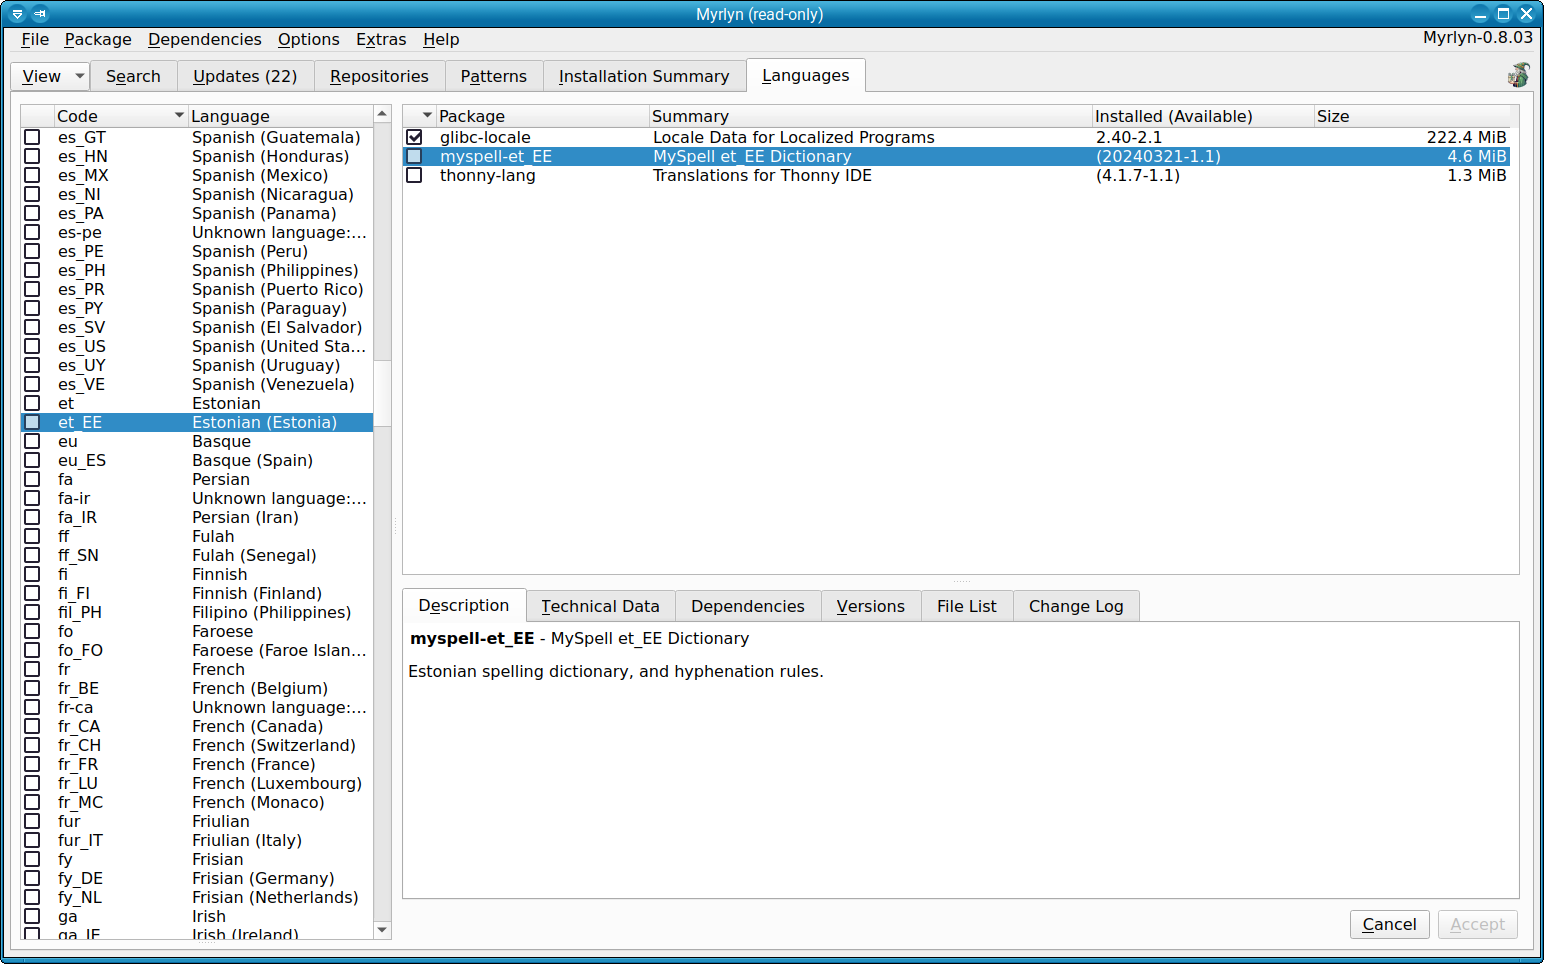 Myrlyn (read-only)
File Package Dependencies Options Extras Help
Myrlyn-0.8.03
View Search Updates (22) Repositories Patterns Installation Summary Languages
Code Language
es_GT Spanish (Guatemala)
es_HN Spanish (Honduras)
es_MX Spanish (Mexico)
es_NI Spanish (Nicaragua)
es_PA Spanish (Panama)
es-pe Unknown language:...
es_PE Spanish (Peru)
es_PH Spanish (Philippines)
es_PR Spanish (Puerto Rico)
es_PY Spanish (Paraguay)
es_SV Spanish (El Salvador)
es_US Spanish (United Sta...
es_UY Spanish (Uruguay)
es_VE Spanish (Venezuela)
et Estonian
et_EE Estonian (Estonia)
eu Basque
eu_ES Basque (Spain)
fa Persian
fa-ir Unknown language:...
fa_IR Persian (Iran)
ff Fulah
ff_SN Fulah (Senegal)
fi Finnish
fi_FI Finnish (Finland)
fil_PH Filipino (Philippines)
fo Faroese
fo_FO Faroese (Faroe Islan...
fr French
fr_BE French (Belgium)
fr-ca Unknown language:...
fr_CA French (Canada)
fr_CH French (Switzerland)
fr_FR French (France)
fr_LU French (Luxembourg)
fr_MC French (Monaco)
fur Friulian
fur_IT Friulian (Italy)
fy Frisian
fy_DE Frisian (Germany)
fy_NL Frisian (Netherlands)
ga Irish
ga_IE Irish (Ireland)
Package Summary Installed (Available) Size
glibc-locale Locale Data for Localized Programs 2.40-2.1 222.4 MiB
myspell-et_EE MySpell et_EE Dictionary (20240321-1.1) 4.6 MiB
thonny-lang Translations for Thonny IDE (4.1.7-1.1) 1.3 MiB
Description Technical Data Dependencies Versions File List Change Log
myspell-et_EE - MySpell et_EE Dictionary
Estonian spelling dictionary, and hyphenation rules.
Cancel Accept